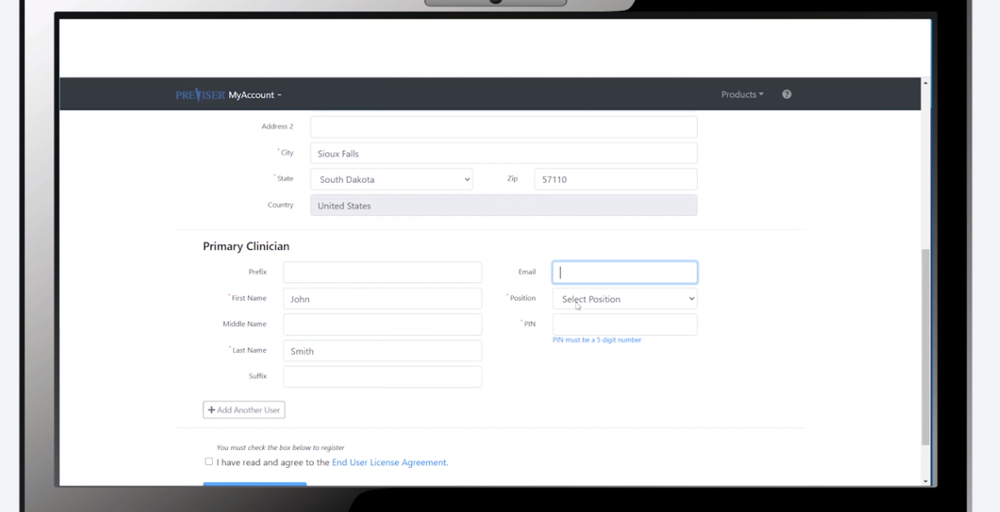 PREVISER MyAccount -
Products
?
Address 2
* City Sioux Falls
* State South Dakota Zip 57110
Country United States
Primary Clinician
Prefix Email
* First Name John * Position Select Position
Middle Name * PIN
PIN must be a 5 digit number
* Last Name Smith
Suffix
+ Add Another User
You must check the box below to register
I have read and agree to the End User License Agreement.